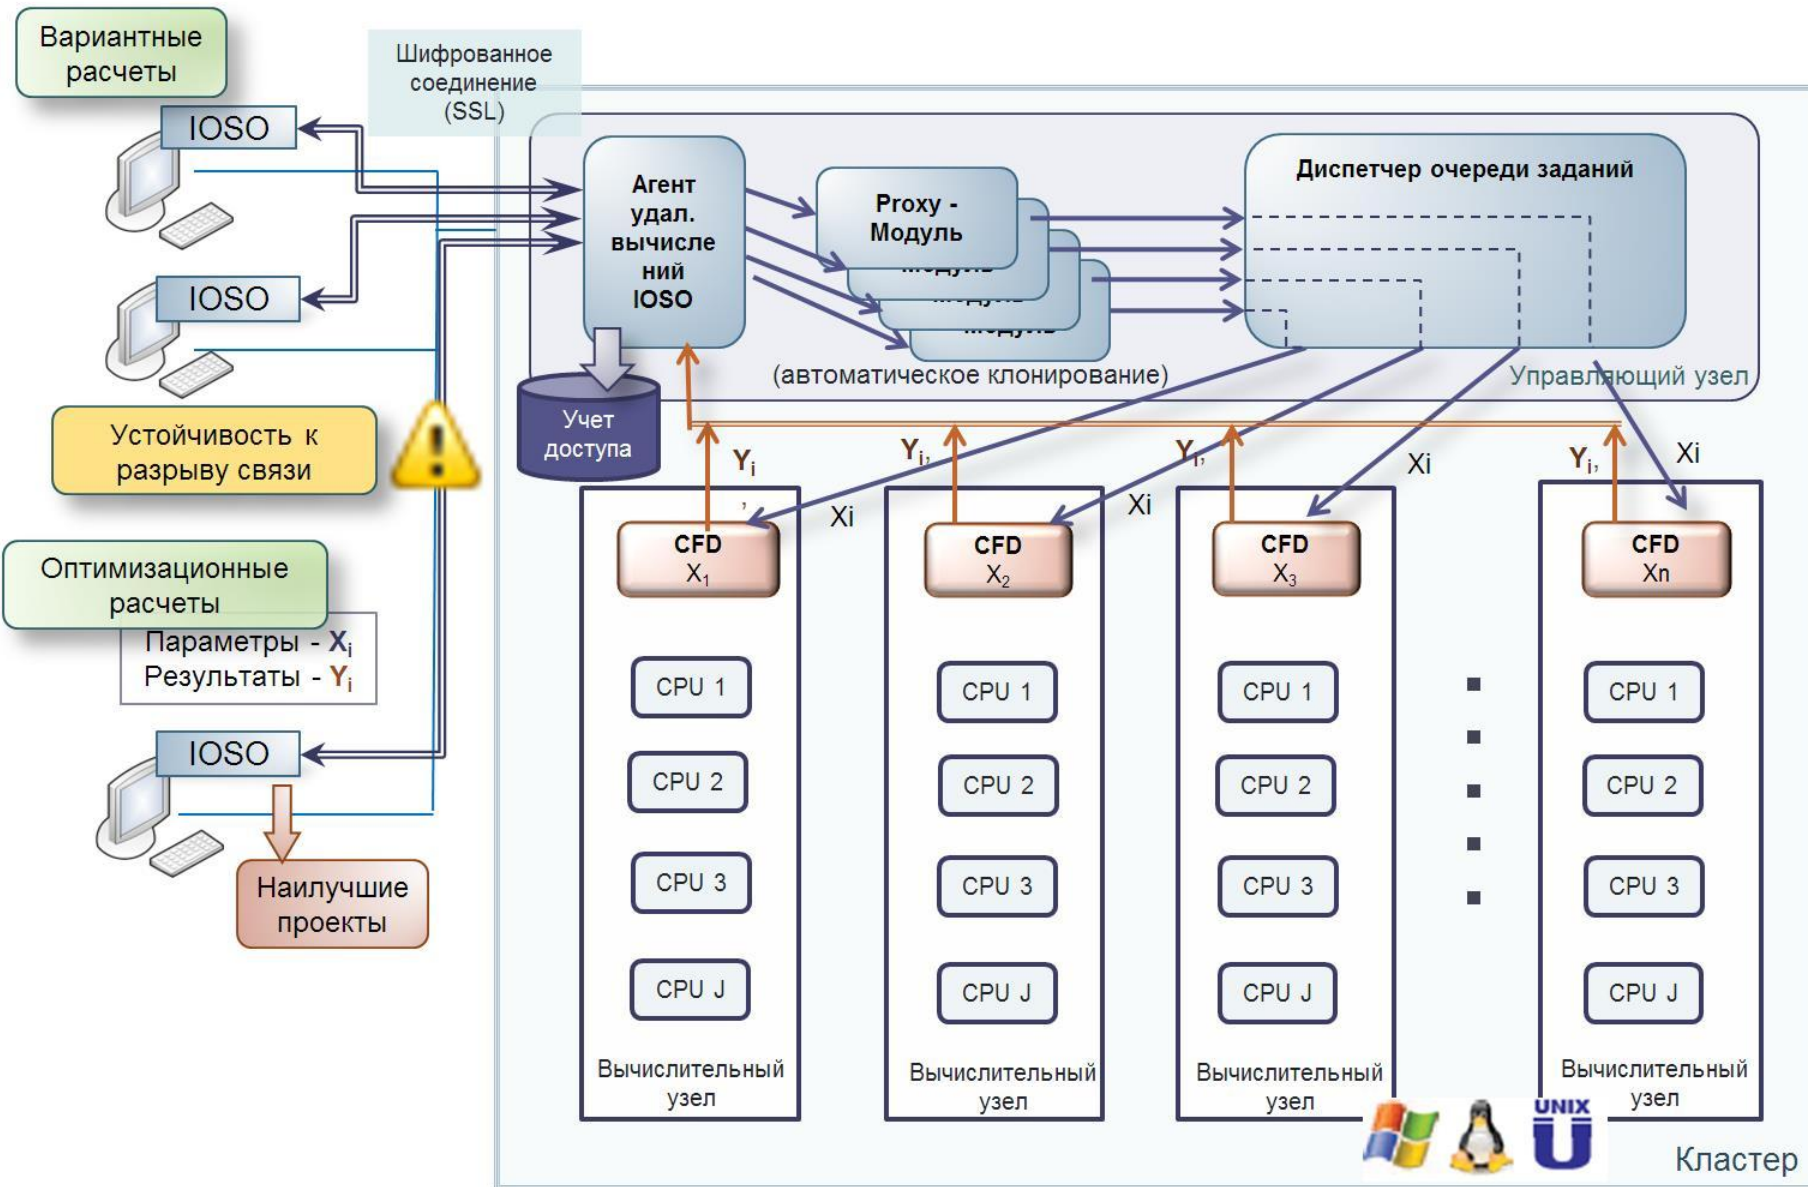 Вариантные
расчеты
IOSO
IOSO
Устойчивость к
разрыву связи
Оптимизационные
расчеты
Параметры - Xi
Результаты - Yi
IOSO
Наилучшие
проекты
Шифрованное
соединение
(SSL)
Агент
удал.
вычисле
ний
IOSO
Учет
доступа
Proxy -
Модуль
Модуль
Модуль
Модуль
(автоматическое клонирование)
Диспетчер очереди заданий
Управляющий узел
Yi
,
Xi
Yi,
Xi
Yi,
Xi
Yi,
Xi
CFD
X1
CPU 1
CPU 2
CPU 3
CPU J
Вычислительный
узел
CFD
X2
CPU 1
CPU 2
CPU 3
CPU J
Вычислительный
узел
CFD
X3
CPU 1
CPU 2
CPU 3
CPU J
Вычислительный
узел
CFD
Xn
CPU 1
CPU 2
CPU 3
CPU J
Вычислительный
узел
UNIX
U
Кластер